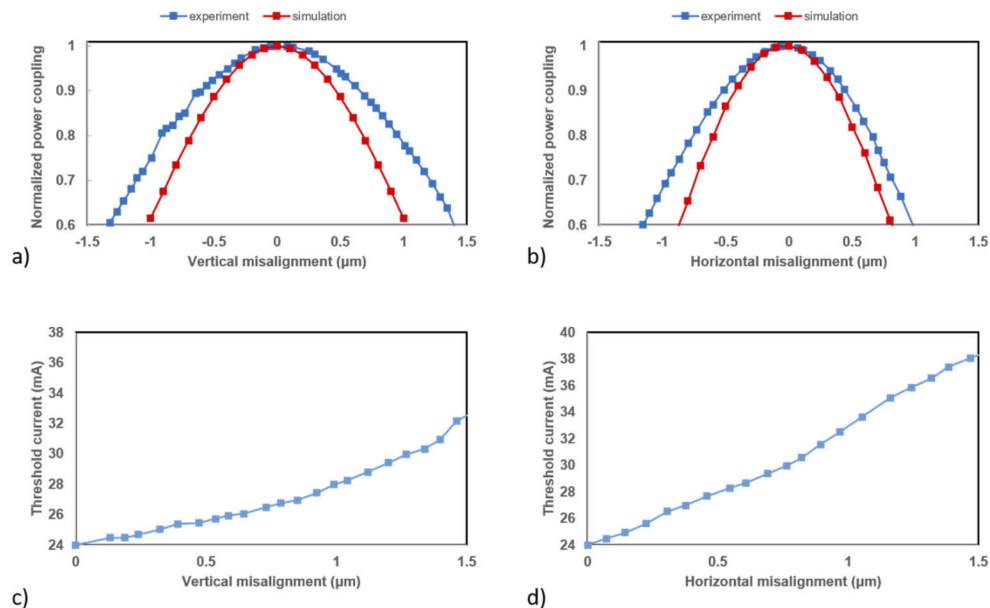 experiment simulation
Normalized power coupling
1
0.9
0.8
0.7
0.6
-1.5 -1 -0.5 0 0.5 1 1.5
Vertical misalignment (µm)
a)
experiment simulation
Normalized power coupling
1
0.9
0.8
0.7
0.6
-1.5 -1 -0.5 0 0.5 1 1.5
Horizontal misalignment (µm)
b)
Threshold current (mA)
38
36
34
32
30
28
26
24
0 0.5 1 1.5
Vertical misalignment (µm)
c)
Threshold current (mA)
40
38
36
34
32
30
28
26
24
0 0.5 1 1.5
Horizontal misalignment (µm)
d)